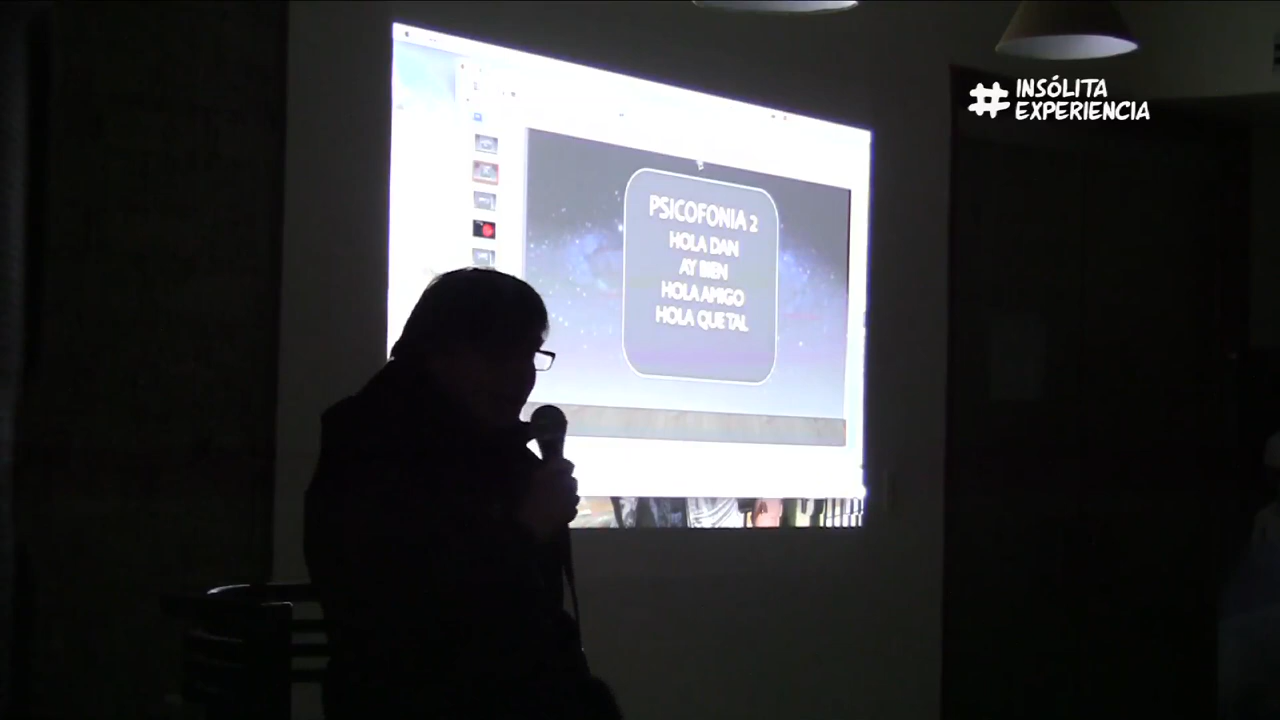 # INSÓLITA
EXPERIENCIA
PSICOFONIA 2
HOLA DAN
AY BIEN
HOLA AMIGO
HOLA QUE TAL